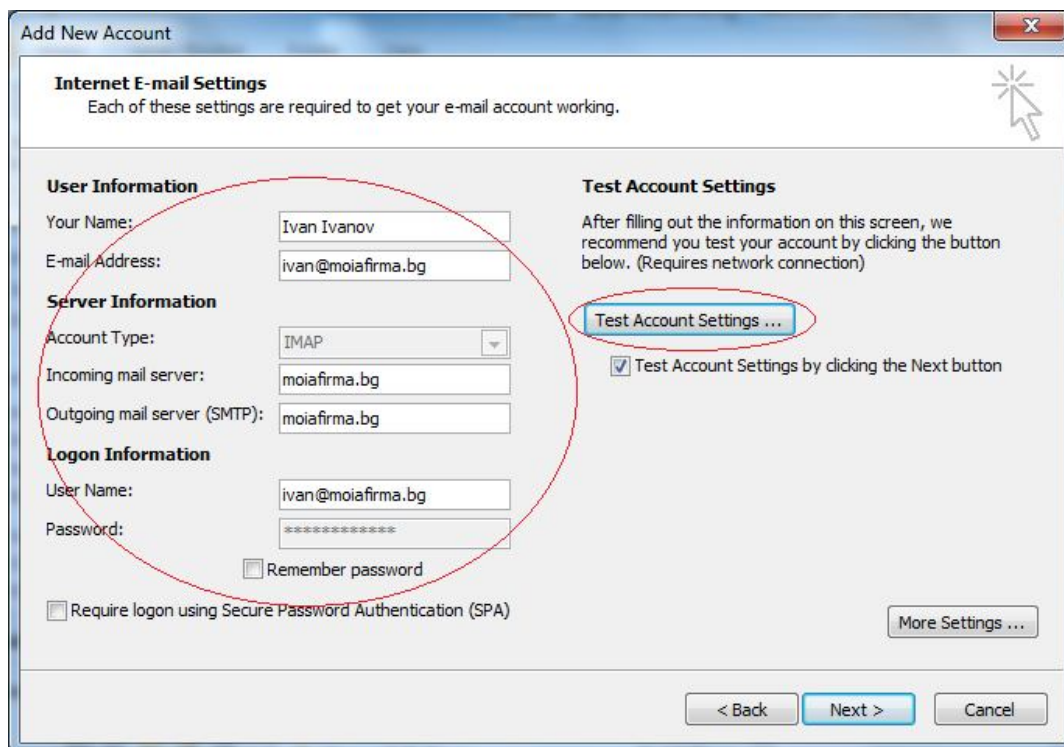 Add New Account
Internet E-mail Settings
Each of these settings are required to get your e-mail account working.
User Information
Your Name: Ivan Ivanov
E-mail Address: ivan@moiafirma.bg
Server Information
Account Type: IMAP
Incoming mail server: moiafirma.bg
Outgoing mail server (SMTP): moiafirma.bg
Logon Information
User Name: ivan@moiafirma.bg
Password: ************
Remember password
Require logon using Secure Password Authentication (SPA)
Test Account Settings
After filling out the information on this screen, we
recommend you test your account by clicking the button
below. (Requires network connection)
Test Account Settings ...
Test Account Settings by clicking the Next button
More Settings ...
< Back Next > Cancel